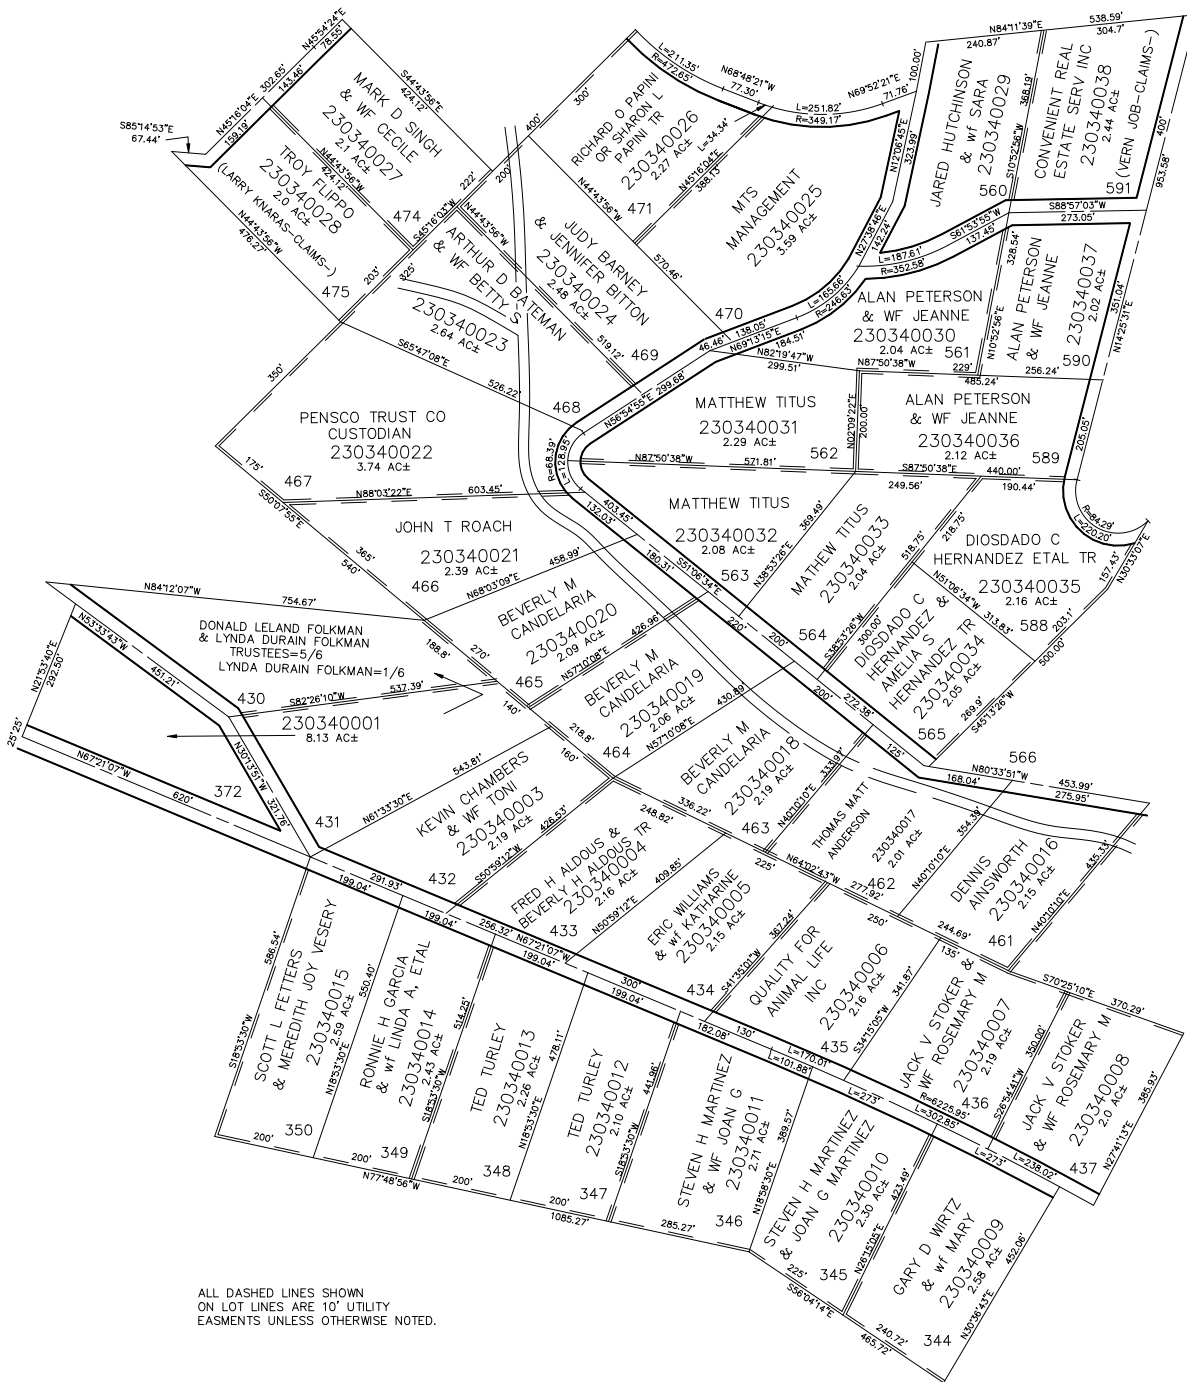 N45°54'24"E
78.55'
N45°16'04"E 302.65'
143.46'
159.19'
S85°14'53"E
67.44'
MARK D SINGH
& WF CECILE
230340027
2.1 AC±
474
S44°43'56"E
424.12'
N44°43'56"W
424.12'
TROY FLIPPO
230340028
2.0 AC±
(LARRY KNARAS-CLAIMS-)
475
N44°43'56"W
476.27'
222'
S45°16'03"W
203'
325'
350'
200'
400'
300'
RICHARD O PAPINI
OR SHARON L
PAPINI TR
230340026
2.27 AC±
471
L=211.35'
R=472.65'
N68°48'21"W
77.30'
L=34.34'
L=251.82'
R=349.17'
N69°52'21"E
71.76'
100.00'
N45°16'04"E
388.13'
MTS
MANAGEMENT
230340025
3.59 AC±
470
N44°43'56"W
570.46'
N12°06'45"E
323.99'
N27°38'46"E
142.24'
L=165.66'
R=246.63'
N84°11'39"E
538.59'
240.87'
304.7'
JARED HUTCHINSON
& wf SARA
230340029
560
368.19'
S10°52'56"W
CONVENIENT REAL
ESTATE SERV INC
230340038
2.44 AC±
(VERN JOB-CLAIMS-)
591
400'
953.58'
S88°57'03"W
273.05'
S61°53'55"W
137.45'
L=187.61'
R=352.58'
ARTHUR D BATEMAN
& WF BETTY S
230340023
2.64 AC±
468
N44°43'56"W
519.12'
JUDY BARNEY
& JENNIFER BITTON
230340024
2.48 AC±
469
S65°47'08"E
526.22'
46.46'
138.05'
N69°13'15"E
184.51'
N56°54'55"E
299.68'
N82°19'47"W
299.51'
ALAN PETERSON
& WF JEANNE
230340030
2.04 AC±
561
328.54'
N10°52'56"E
ALAN PETERSON
& WF JEANNE
230340037
2.02 AC±
590
351.04'
N14°25'31"E
N87°50'38"W
229'
485.24'
256.24'
ALAN PETERSON
& WF JEANNE
230340036
2.12 AC±
589
205.05'
N02°09'22"E
200.00'
MATTHEW TITUS
230340031
2.29 AC±
562
PENSCO TRUST CO
CUSTODIAN
230340022
3.74 AC±
467
R=68.39'
L=128.95'
N87°50'38"W
571.81'
S87°50'38"E
440.00'
249.56'
190.44'
175'
S50°07'55"E
N88°03'22"E
603.45'
JOHN T ROACH
230340021
2.39 AC±
466
365'
540'
458.99'
N68°03'09"E
403.45'
132.03'
180.31'
S51°06'34"E
MATTHEW TITUS
230340032
2.08 AC±
563
369.49'
N38°53'26"E
MATHEW TITUS
230340033
2.04 AC±
564
518.75'
218.75'
S38°53'26"W
300.00'
R=84.29'
L=220.20'
DIOSDADO C
HERNANDEZ ETAL TR
230340035
2.16 AC±
588
157.43'
N30°33'07"E
N51°06'34"W
313.83'
203.1'
500.00'
269.9'
S45°13'26"W
DIOSDADO C
HERNANDEZ &
AMELIA S
HERNANDEZ TR
230340034
2.05 AC±
565
N84°12'07"W
754.67'
DONALD LELAND FOLKMAN
& LYNDA DURAIN FOLKMAN
TRUSTEES=5/6
LYNDA DURAIN FOLKMAN=1/6
N53°33'43"W
451.21'
N21°53'40"E
292.50'
430
S82°26'10"W
537.39'
230340001
8.13 AC±
25' 25'
N67°21'07"W
620'
372
N30°13'51"W
321.76'
431
188.8'
270'
BEVERLY M
CANDELARIA
230340020
2.09 AC±
465
426.96'
N57°10'08"E
220'
200'
140'
218.8'
160'
BEVERLY M
CANDELARIA
230340019
2.06 AC±
464
430.89'
N57°10'08"E
200'
272.38'
BEVERLY M
CANDELARIA
230340018
2.19 AC±
463
333.97'
N40°10'10"E
125'
566
N80°33'51"W
453.99'
168.04'
275.95'
543.81'
N61°33'30"E
KEVIN CHAMBERS
& WF TONI
230340003
2.19 AC±
432
426.53'
S50°59'12"W
248.82'
336.22'
FRED H ALDOUS &
BEVERLY H ALDOUS TR
230340004
2.16 AC±
433
409.85'
N50°59'12"E
225'
N64°02'43"W
277.92'
THOMAS MATT
ANDERSON
230340017
2.01 AC±
462
354.39'
N40°10'10"E
DENNIS
AINSWORTH
230340016
2.15 AC±
461
435.33'
N40°10'10"E
250'
244.69'
135'
ERIC WILLIAMS
& wf KATHARINE
230340005
2.15 AC±
434
367.24'
S41°35'01"W
QUALITY FOR
ANIMAL LIFE
INC
230340006
2.16 AC±
435
341.87'
S34°15'05"W
JACK V STOKER &
WF ROSEMARY M
230340007
2.19 AC±
436
S70°25'10"E
370.29'
350.00'
S26°54'41"W
JACK V STOKER
& WF ROSEMARY M
230340008
2.0 AC±
437
385.93'
N27°41'13"E
291.93'
199.04'
199.04'
256.32'
N67°21'07"W
199.04'
300'
199.04'
182.08'
130'
L=170.01'
L=101.88'
L=273'
R=6225.95'
L=302.85'
L=273'
L=238.02'
586.54'
S18°53'30"W
SCOTT L FETTERS
& MEREDITH JOY VESERY
230340015
2.59 AC±
350
550.40'
N18°53'30"E
RONNIE H GARCIA
& wf LINDA A, ETAL
230340014
2.43 AC±
349
514.25'
S18°53'30"W
TED TURLEY
230340013
2.26 AC±
348
478.11'
N18°53'30"E
TED TURLEY
230340012
2.10 AC±
347
441.96'
S18°53'30"W
STEVEN H MARTINEZ
& WF JOAN G
230340011
2.71 AC±
346
389.57'
N18°58'30"E
STEVEN H MARTINEZ
& JOAN G MARTINEZ
230340010
2.30 AC±
345
423.49'
N26°15'05"E
GARY D WIRTZ
& wf MARY
230340009
2.58 AC±
344
452.06'
N30°36'43"E
200'
200'
N77°48'56"W
200'
200'
1085.27'
285.27'
225'
S56°04'14"E
240.72'
465.72'
ALL DASHED LINES SHOWN
ON LOT LINES ARE 10' UTILITY
EASMENTS UNLESS OTHERWISE NOTED.